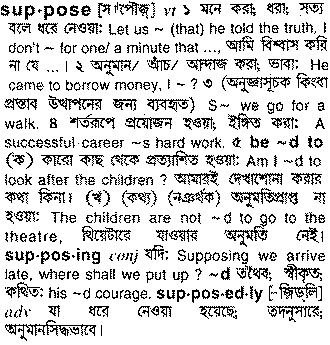 sup·pose [সাʹপৌজ়্] vt ১ মনে করা; ধরা; সত্য
বলে ধরে নেওয়া: Let us ~ (that) he told the truth, I
don't ~ for one/ a minute that ..., আমি বিশ্বাস করি
না যে ... । ২ অনুমান/ আঁচ/ আন্দাজ করা, ভাবা: He
came to borrow money, I ~ ? ৩ (অনুজ্ঞাসূচক কিংবা
প্রস্তাব উত্থাপনের জন্য ব্যবহৃত) S~ we go for a
walk. ৪ শর্তরূপে প্রয়োজন হওয়া; ইঙ্গিত করা: A
successful career ~s hard work. ৫ be ~d to
(ক) কারো কাছ থেকে প্রত্যাশিত হওয়া: Am I ~d to
look after the children ? আমারই দেখাশোনা করার
কথা কিনা। (খ) (কথ্য) (নঞর্থক) অনুমতিপ্রাপ্ত না
হওয়া: The children are not ~d to go to the
theatre, থিয়েটারে যাওয়ার অনুমতি নেই।
sup·pos·ing conj যদি: Supposing we arrive
late, where shall we put up ? ~d তথৈব; স্বীকৃত;
কথিত: his ~d courage. sup·pos·ed·ly [-জ়িড্‌লি]
adv যা ধরে নেওয়া হয়েছে; তদনুসারে;
অনুমানসিদ্ধভাবে।